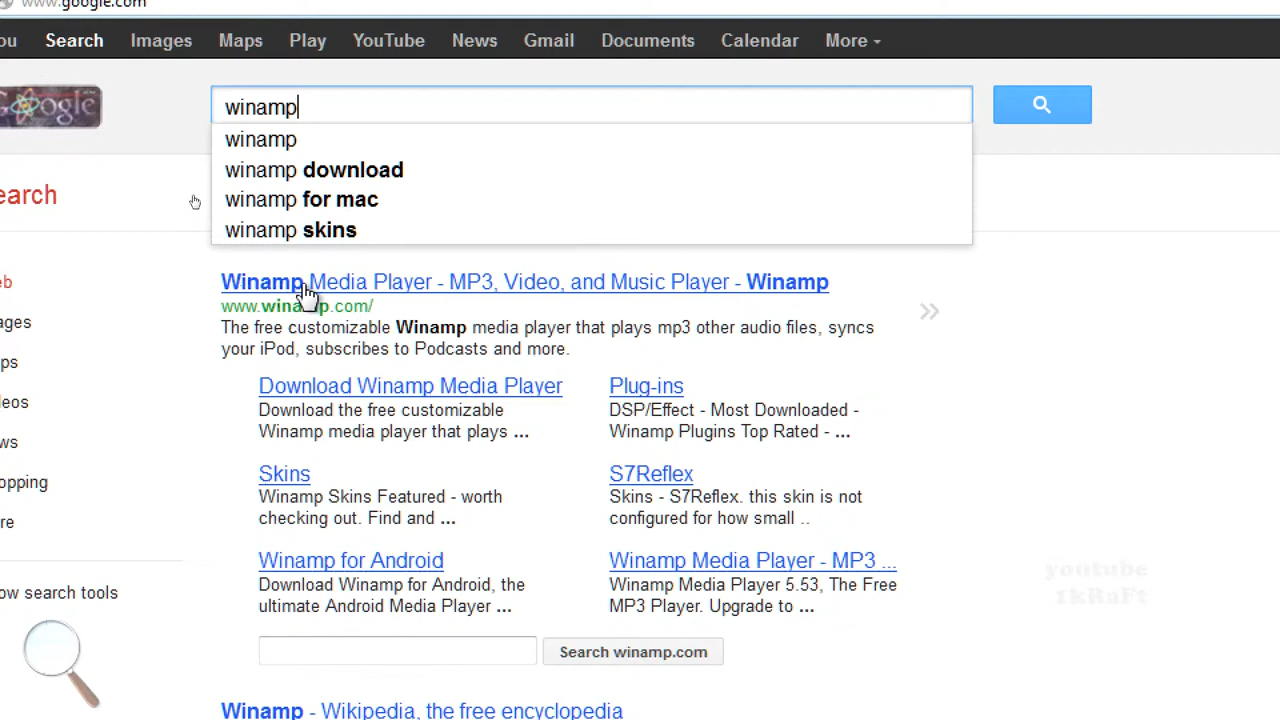 www.google.com
ou Search Images Maps Play YouTube News Gmail Documents Calendar More
Google
winamp
winamp
winamp download
winamp for mac
winamp skins
earch
eb
ages
ps
leos
ws
opping
re
ow search tools
Winamp Media Player - MP3, Video, and Music Player - Winamp
www.winamp.com/
The free customizable Winamp media player that plays mp3 other audio files, syncs
your iPod, subscribes to Podcasts and more.
Download Winamp Media Player
Download the free customizable
Winamp media player that plays ...
Plug-ins
DSP/Effect - Most Downloaded -
Winamp Plugins Top Rated - ...
Skins
Winamp Skins Featured - worth
checking out. Find and ...
S7Reflex
Skins - S7Reflex. this skin is not
configured for how small ..
Winamp for Android
Download Winamp for Android, the
ultimate Android Media Player ...
Winamp Media Player - MP3 ...
Winamp Media Player 5.53, The Free
MP3 Player. Upgrade to ...
Search winamp.com
Winamp - Wikipedia, the free encyclopedia
youtube
1kRaFt